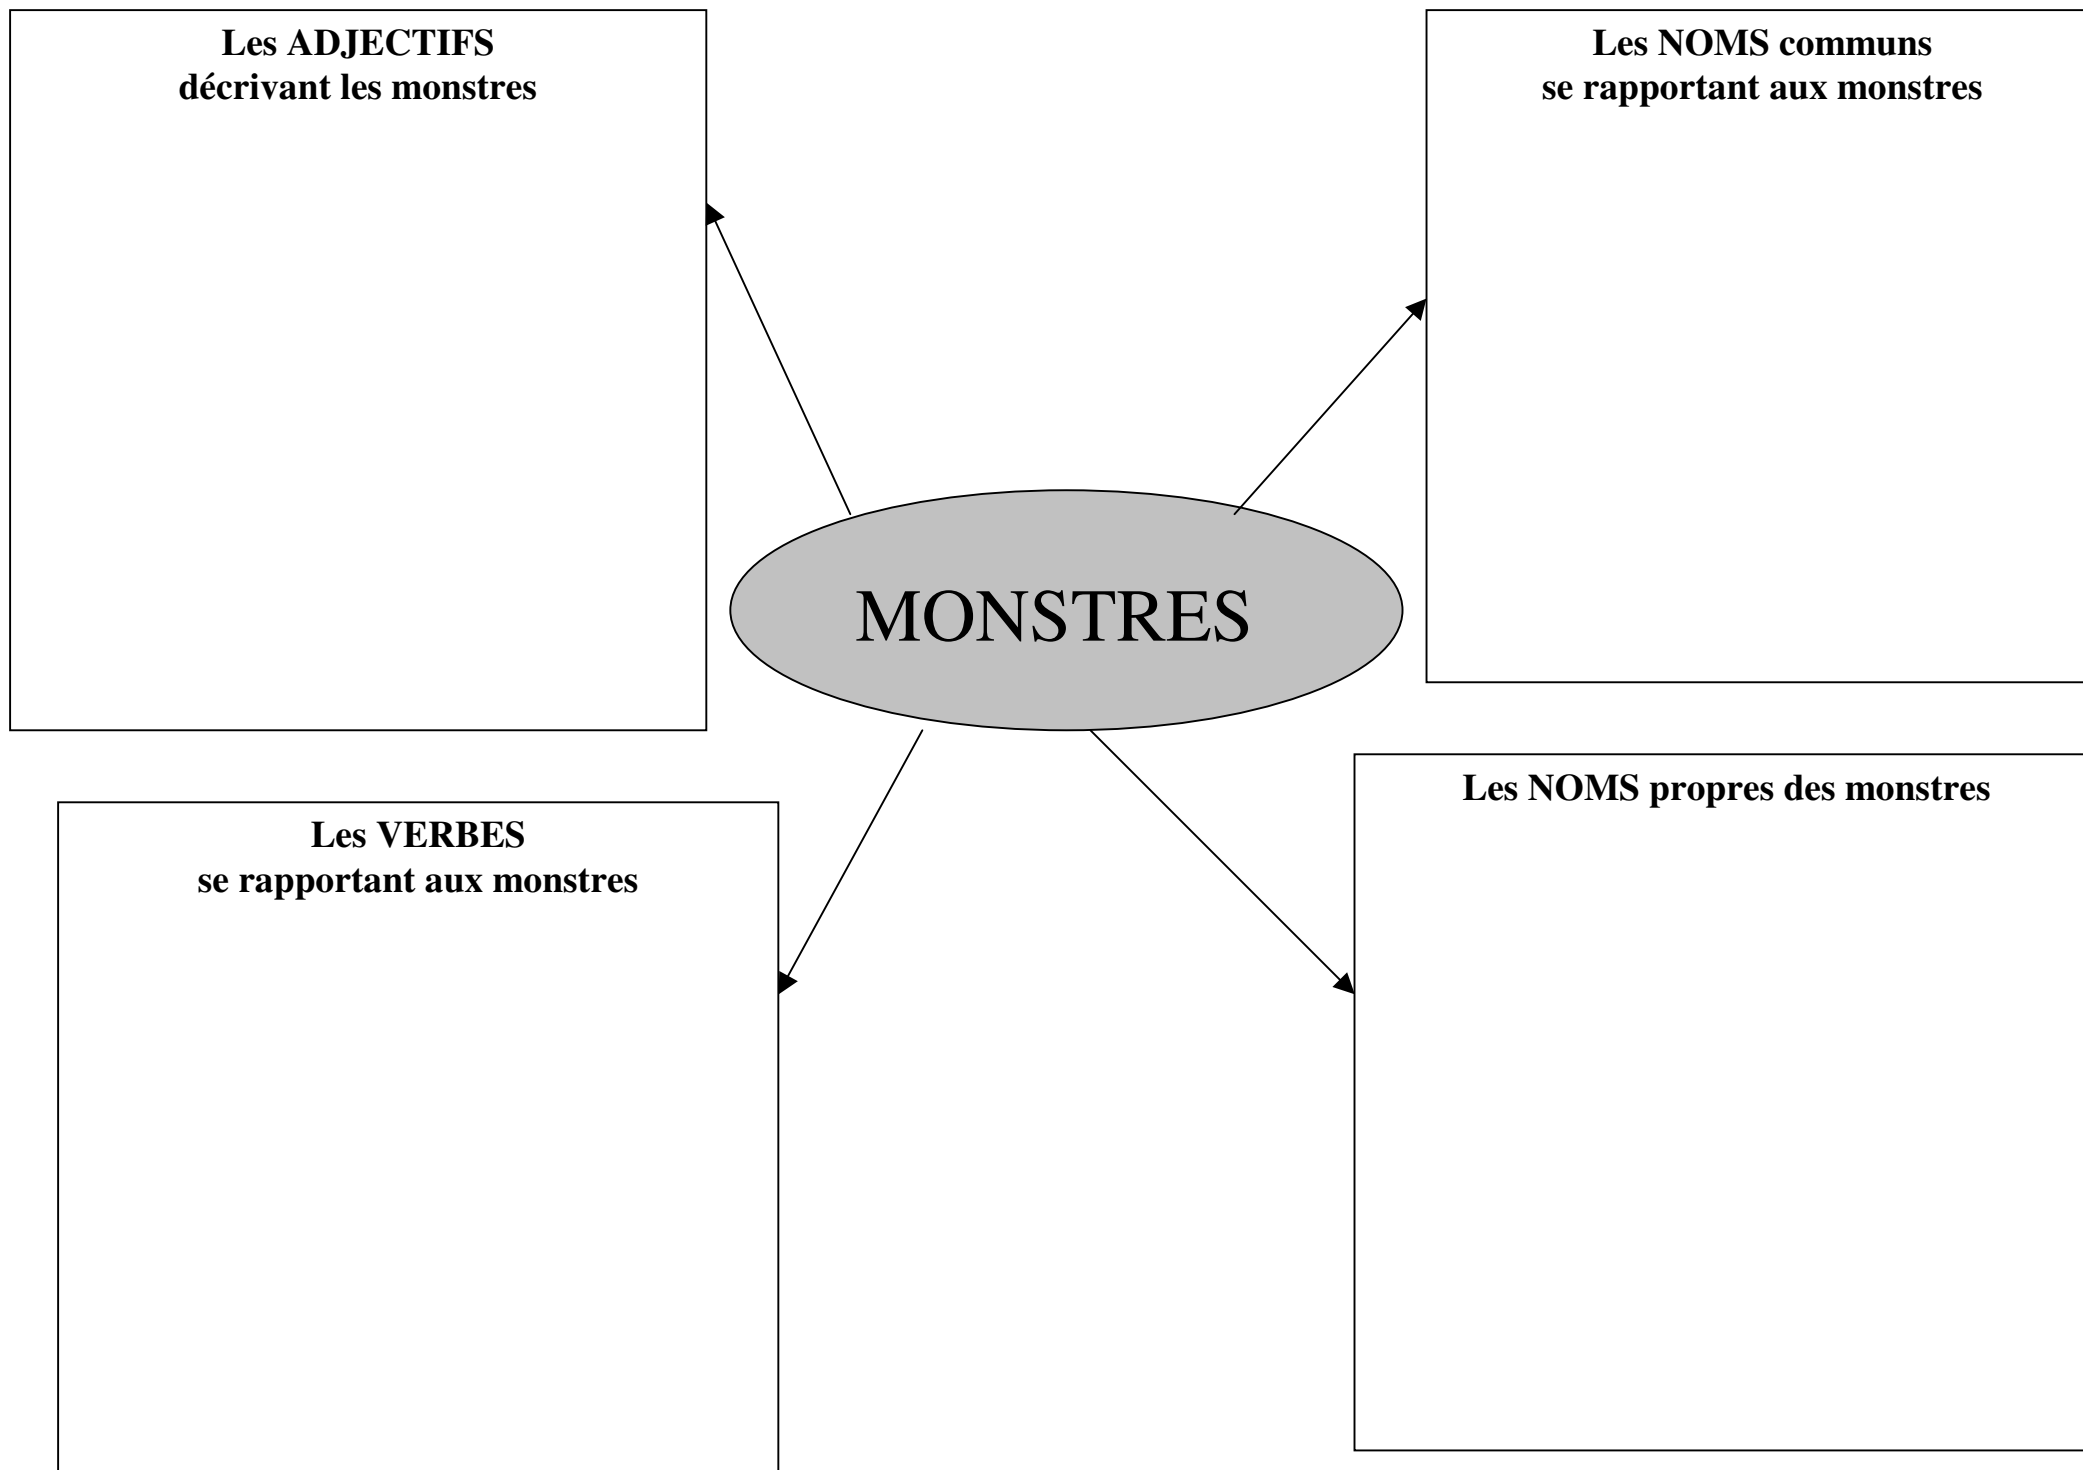 Les ADJECTIFS
décrivant les monstres
Les NOMS communs
se rapportant aux monstres
MONSTRES
Les VERBES
se rapportant aux monstres
Les NOMS propres des monstres